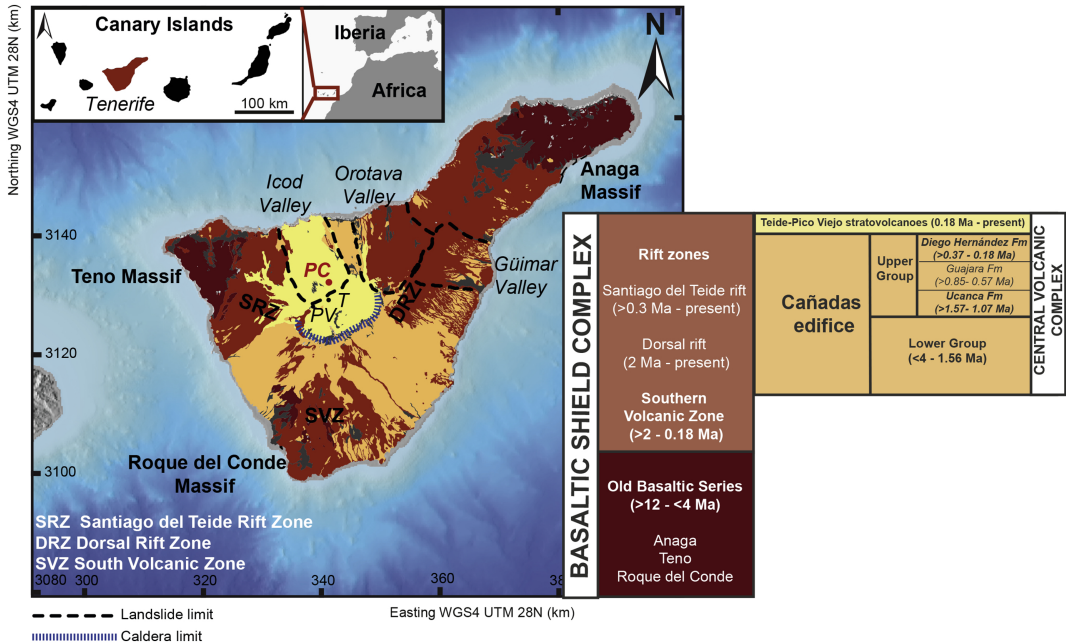 Canary Islands
Tenerife
100 km
Iberia
Africa
N
Northing WGS4 UTM 28N (km)
3140
3120
3100
3080
300
320
340
360
38
Easting WGS4 UTM 28N (km)
Icod
Valley
Orotava
Valley
Anaga
Massif
Teno Massif
Güimar
Valley
PC
T
PV
SRZ
DRZ
SVZ
Roque del Conde
Massif
SRZ Santiago del Teide Rift Zone
DRZ Dorsal Rift Zone
SVZ South Volcanic Zone
Landslide limit
Caldera limit
BASALTIC SHIELD COMPLEX
Rift zones
Santiago del Teide rift
(>0.3 Ma - present)
Dorsal rift
(2 Ma - present)
Southern
Volcanic Zone
(>2 - 0.18 Ma)
Old Basaltic Series
(>12 - <4 Ma)
Anaga
Teno
Roque del Conde
Teide-Pico Viejo stratovolcanoes (0.18 Ma - present)
Cañadas
edifice
Upper
Group
Diego Hernández Fm
(>0.37 - 0.18 Ma)
Guajara Fm
(>0.85- 0.57 Ma)
Ucanca Fm
(>1.57- 1.07 Ma)
Lower Group
(<4 - 1.56 Ma)
CENTRAL VOLCANIC
COMPLEX